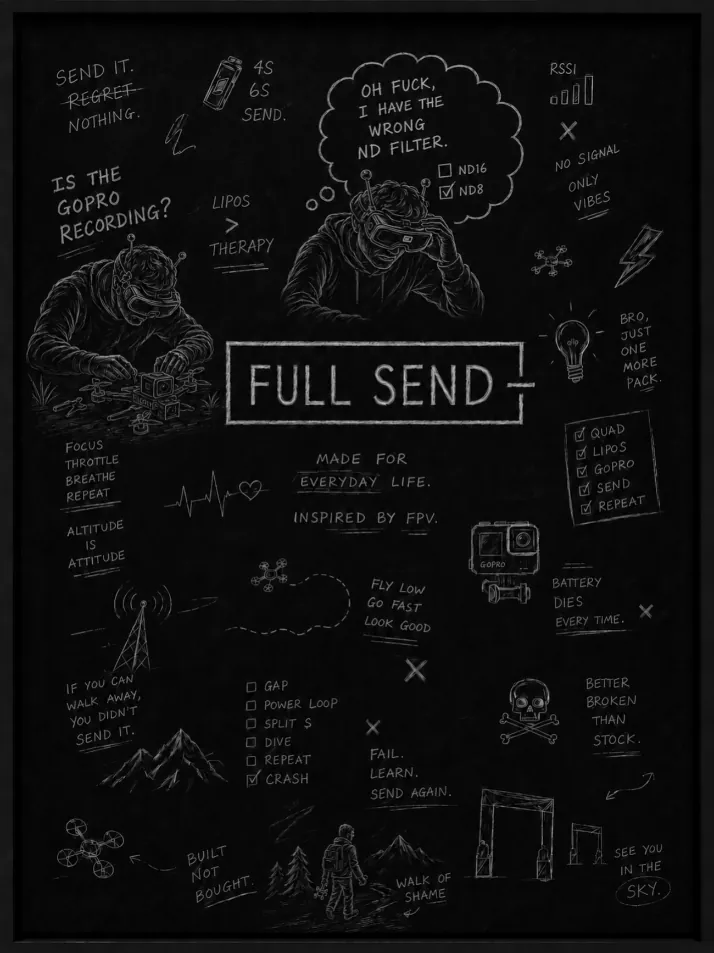 SEND IT.
REGRET
NOTHING.
4S
6S
SEND.
OH FUCK,
I HAVE THE
WRONG
ND FILTER.
ND16
ND8
RSSI
NO SIGNAL
ONLY
VIBES
IS THE
GOPRO
RECORDING?
LIPOS
>
THERAPY
BRO,
JUST
ONE
MORE
PACK.
FULL SEND
QUAD
LIPOS
GOPRO
SEND
REPEAT
FOCUS
THROTTLE
BREATHE
REPEAT
MADE FOR
EVERYDAY LIFE.
INSPIRED BY FPV.
ALTITUDE
IS
ATTITUDE
GOPRO
BATTERY
DIES
EVERY TIME.
FLY LOW
GO FAST
LOOK GOOD
IF YOU CAN
WALK AWAY,
YOU DIDN'T
SEND IT.
GAP
POWER LOOP
SPLIT S
DIVE
REPEAT
CRASH
FAIL.
LEARN.
SEND AGAIN.
BETTER
BROKEN
THAN
STOCK.
BUILT
NOT
BOUGHT.
WALK OF
SHAME
SEE YOU
IN THE
SKY.